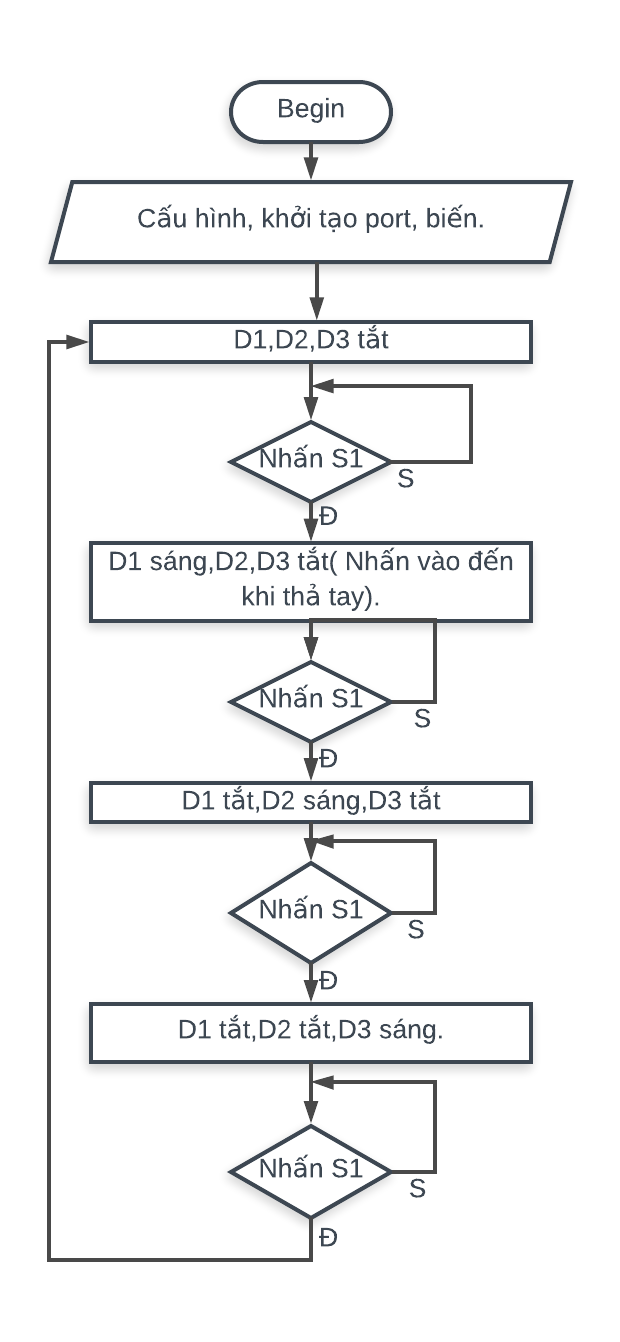 Begin
Cấu hình, khởi tạo port, biến.
D1,D2,D3 tắt
Nhấn S1
S
Đ
D1 sáng,D2,D3 tắt( Nhấn vào đến
khi thả tay).
Nhấn S1
S
Đ
D1 tắt,D2 sáng,D3 tắt
Nhấn S1
S
Đ
D1 tắt,D2 tắt,D3 sáng.
Nhấn S1
S
Đ